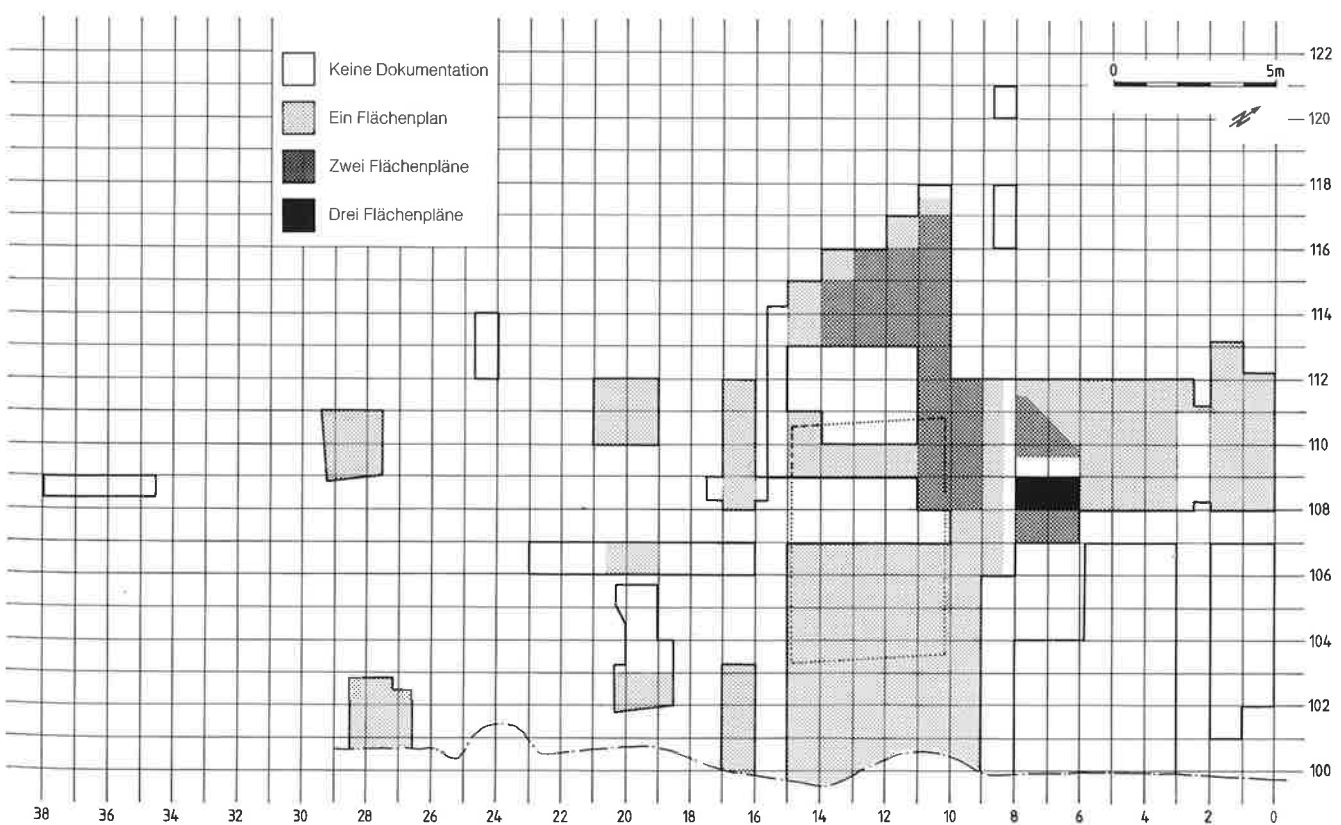 Keine Dokumentation
Ein Flächenplan
Zwei Flächenpläne
Drei Flächenpläne
0 5m
122
120
118
116
114
112
110
108
106
104
102
100
38 36 34 32 30 28 26 24 22 20 18 16 14 12 10 8 6 4 2 0